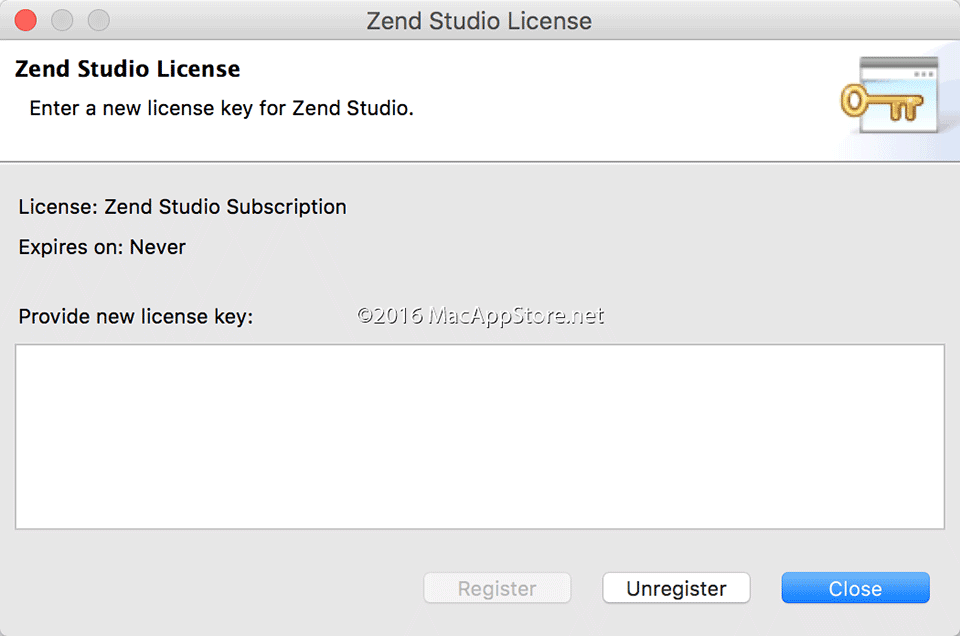 Zend Studio License
Zend Studio License
Enter a new license key for Zend Studio.
License: Zend Studio Subscription
Expires on: Never
Provide new license key:
©2016 MacAppStore.net
Register
Unregister
Close